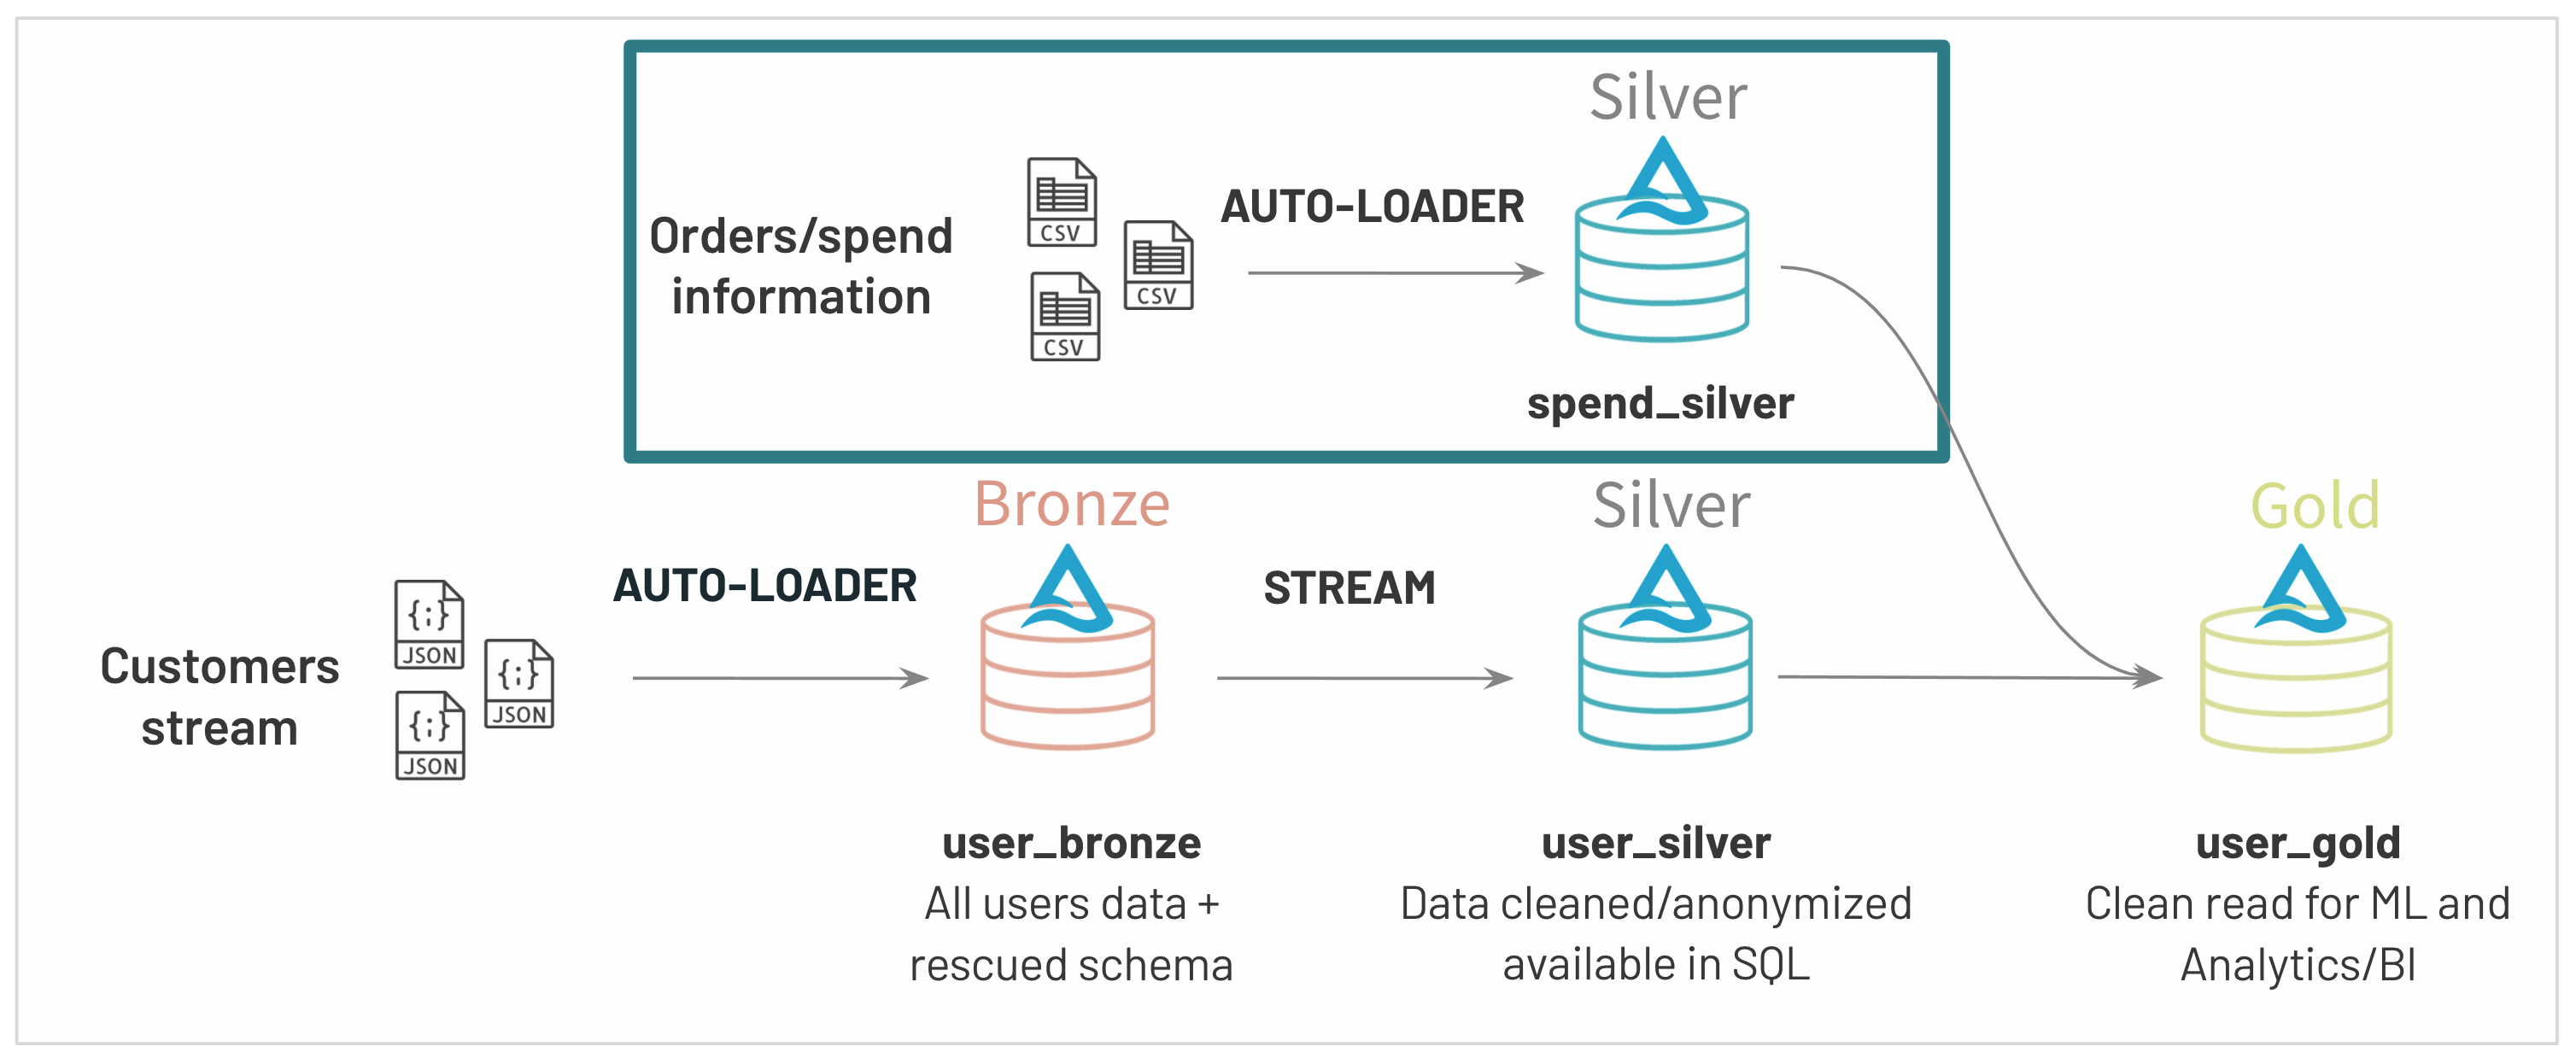 Silver
Orders/spend
information
CSV
CSV
CSV
AUTO-LOADER
spend_silver
Bronze
Silver
Gold
Customers
stream
JSON
JSON
JSON
AUTO-LOADER
STREAM
user_bronze
All users data +
rescued schema
user_silver
Data cleaned/anonymized
available in SQL
user_gold
Clean read for ML and
Analytics/BI